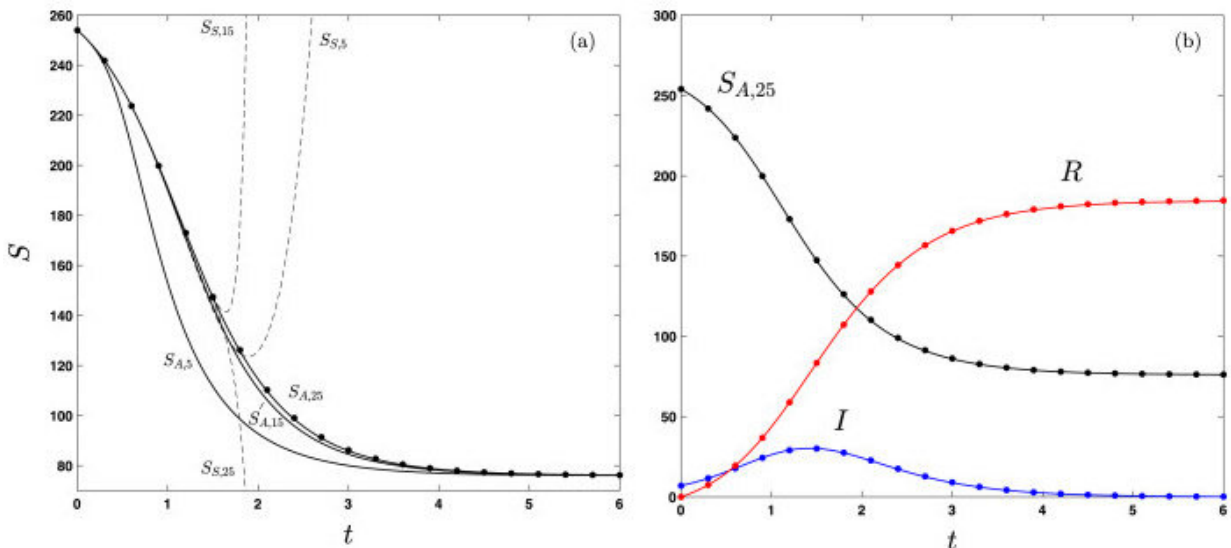 (a)
S_{S,15}
S_{S,5}
260
240
220
200
180
160
140
120
100
80
S
S_{A,5}
S_{A,25}
S_{A,15}
S_{S,25}
0 1 2 3 4 5 6
t
(b)
300
250
200
150
100
50
0
S_{A,25}
R
I
0 1 2 3 4 5 6
t